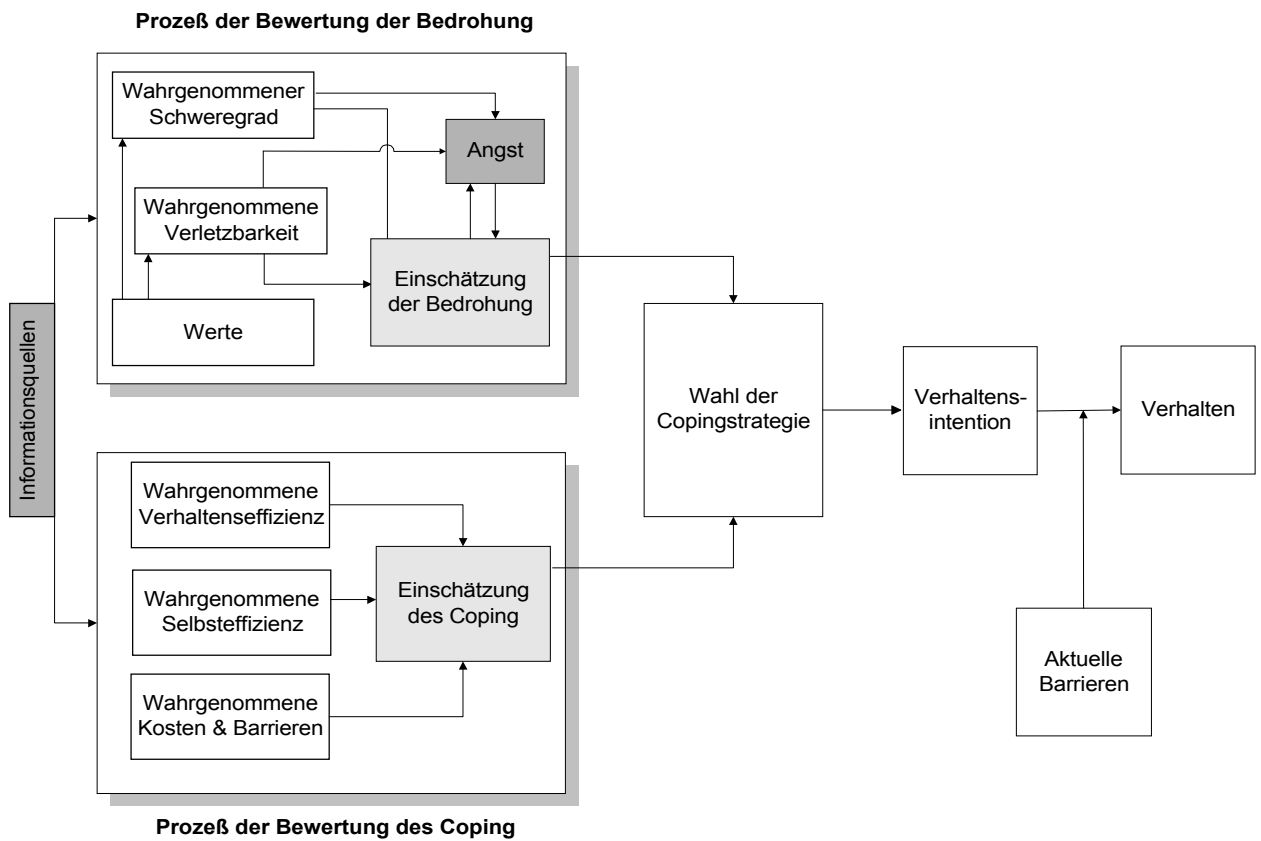 Prozeß der Bewertung der Bedrohung
Wahrgenommener
Schweregrad
Angst
Wahrgenommene
Verletzbarkeit
Einschätzung
der Bedrohung
Werte
Informationsquellen
Wahl der
Copingstrategie
Verhaltens-
intention
Verhalten
Wahrgenommene
Verhaltenseffizienz
Wahrgenommene
Selbsteffizienz
Einschätzung
des Coping
Wahrgenommene
Kosten & Barrieren
Aktuelle
Barrieren
Prozeß der Bewertung des Coping